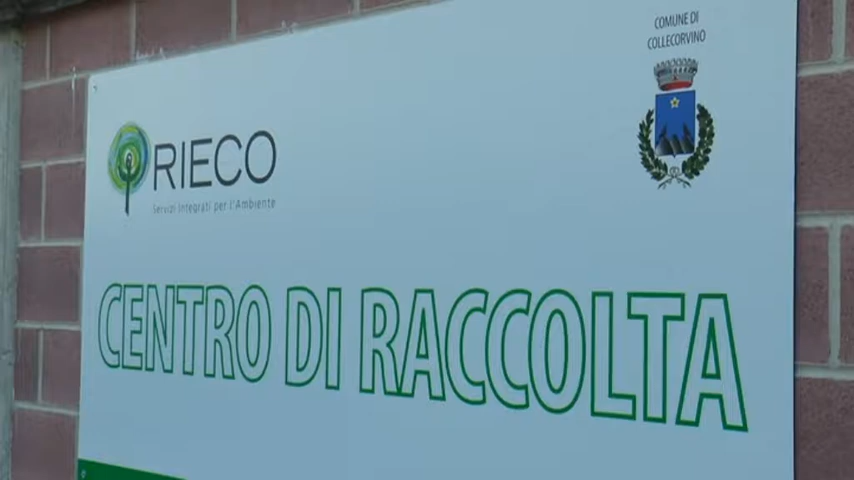 COMUNE DI
COLLECORVINO
RIECO
Servizi Integrati per l'Ambiente
CENTRO DI RACCOLTA